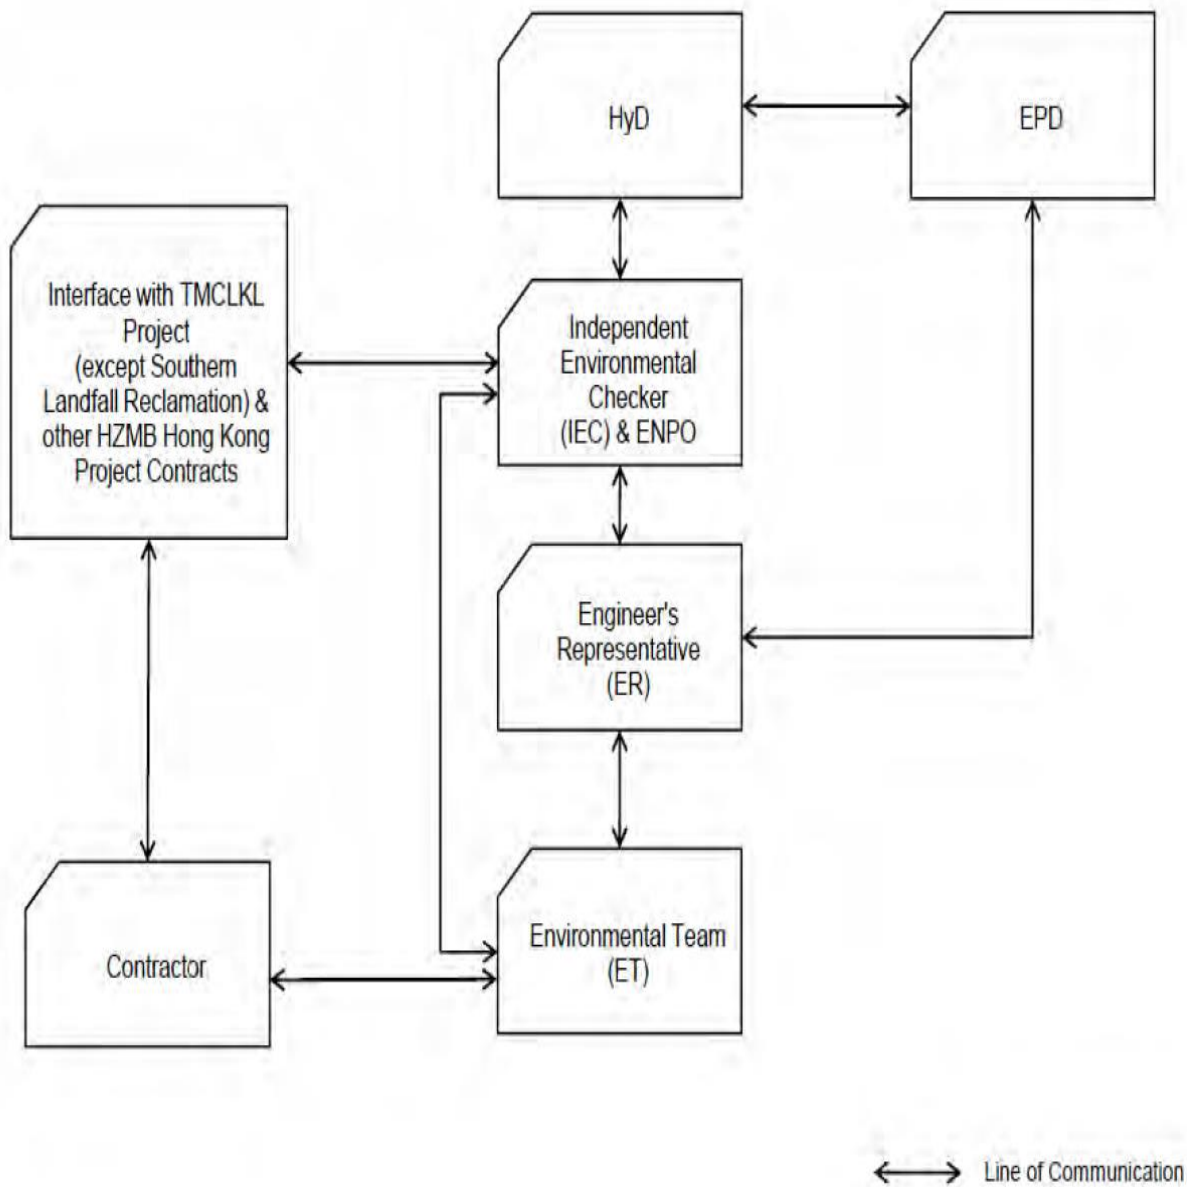 HyD
EPD
Interface with TMCLKL
Project
(except Southern
Landfall Reclamation) &
other HZMB Hong Kong
Project Contracts
Independent
Environmental
Checker
(IEC) & ENPO
Engineer's
Representative
(ER)
Contractor
Environmental Team
(ET)
Line of Communication